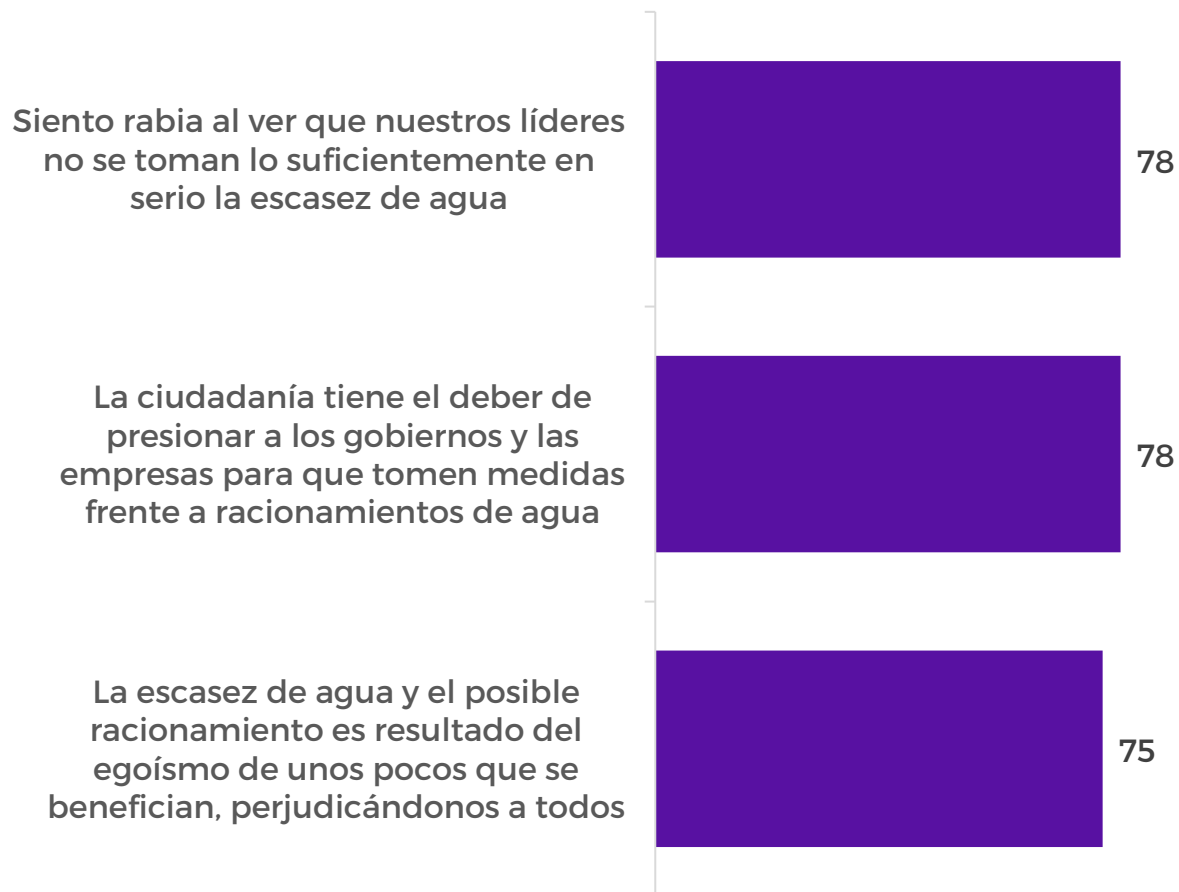 Siento rabia al ver que nuestros líderes
no se toman lo suficientemente en
serio la escasez de agua
78
La ciudadanía tiene el deber de
presionar a los gobiernos y las
empresas para que tomen medidas
frente a racionamientos de agua
78
La escasez de agua y el posible
racionamiento es resultado del
egoísmo de unos pocos que se
benefician, perjudicándonos a todos
75